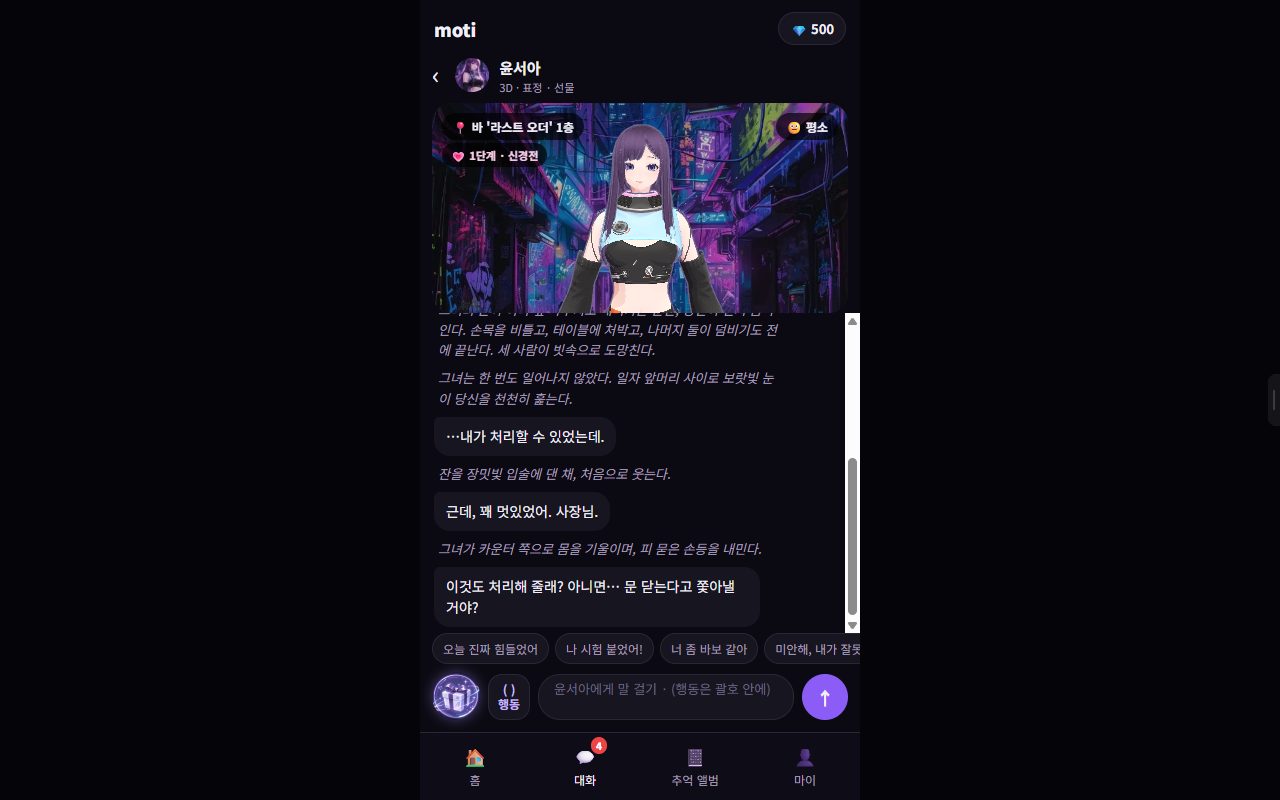 moti
500
윤서아
3D · 표정 · 선물
바 '라스트 오더' 1층
평소
1단계 · 신경전
인다. 손목을 비틀고, 테이블에 처박고, 나머지 둘이 덤비기도 전
에 끝난다. 세 사람이 빗속으로 도망친다.
그녀는 한 번도 일어나지 않았다. 일자 앞머리 사이로 보랏빛 눈
이 당신을 천천히 훑는다.
…내가 처리할 수 있었는데.
잔을 장밋빛 입술에 댄 채, 처음으로 웃는다.
근데, 꽤 멋있었어. 사장님.
그녀가 카운터 쪽으로 몸을 기울이며, 피 묻은 손등을 내민다.
이것도 처리해 줄래? 아니면… 문 닫는다고 쫓아낼
거야?
오늘 진짜 힘들었어
나 시험 붙었어!
너 좀 바보 같아
미안해, 내가 잘못
( )
행동
윤서아에게 말 걸기 · (행동은 괄호 안에)
4
홈
대화
추억 앨범
마이